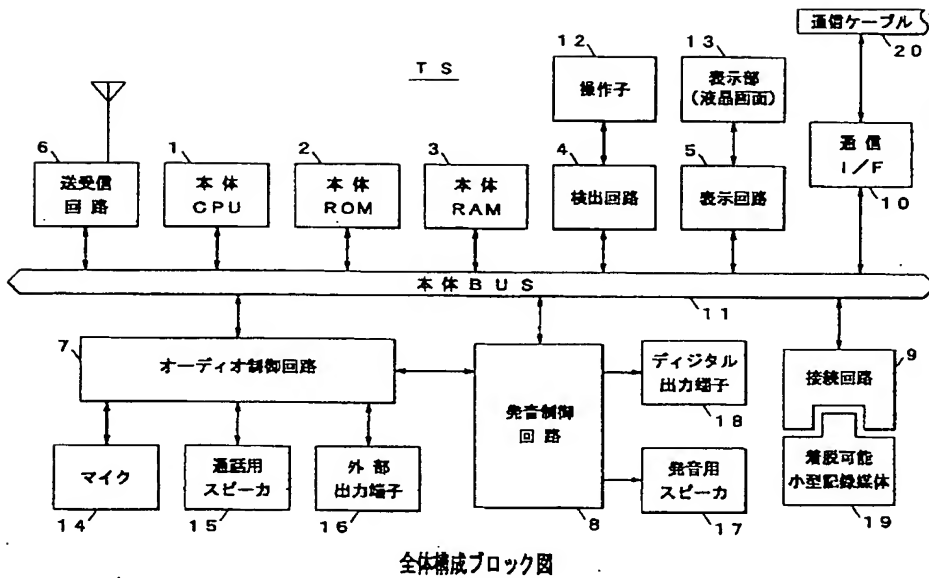 通信ケーブル
20
12
13
TS
操作子
表示部
(液晶画面)
6
1
2
3
4
5
送受信
回路
本体
CPU
本体
ROM
本体
RAM
検出回路
表示回路
通信
I/F
10
本体BUS
11
7
オーディオ制御回路
発音制御
回路
8
ディジタル
出力端子
18
接続回路
9
マイク
14
通話用
スピーカ
15
外部
出力端子
16
発音用
スピーカ
17
着脱可能
小型記録媒体
19
全体構成ブロック図